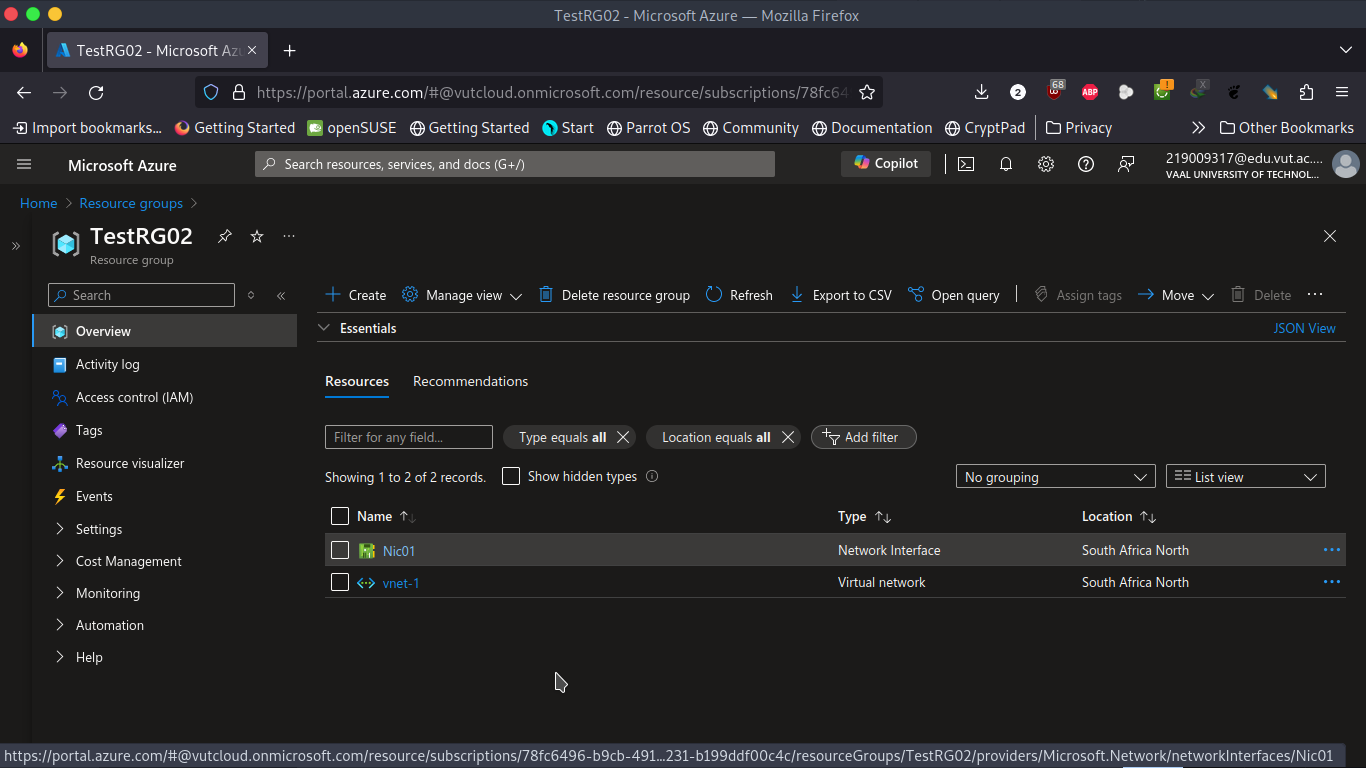 TestRG02 - Microsoft Azure — Mozilla Firefox
TestRG02 - Microsoft Azu
https://portal.azure.com/#@vutcloud.onmicrosoft.com/resource/subscriptions/78fc64
2
68
ABP
!
X
Import bookmarks... Getting Started openSUSE Getting Started Start Parrot OS Community Documentation CryptPad Privacy Other Bookmarks
Microsoft Azure
Search resources, services, and docs (G+/)
Copilot
219009317@edu.vut.ac....
VAAL UNIVERSITY OF TECHNOL...
Home > Resource groups >
TestRG02
Resource group
Search
Create Manage view Delete resource group Refresh Export to CSV Open query Assign tags Move Delete
Overview
Activity log
Access control (IAM)
Tags
Resource visualizer
Events
Settings
Cost Management
Monitoring
Automation
Help
Essentials
JSON View
Resources Recommendations
Filter for any field...
Type equals all
Location equals all
Add filter
Showing 1 to 2 of 2 records.
Show hidden types
No grouping
List view
Name Type Location
Nic01 Network Interface South Africa North
vnet-1 Virtual network South Africa North
https://portal.azure.com/#@vutcloud.onmicrosoft.com/resource/subscriptions/78fc6496-b9cb-491...231-b199ddf00c4c/resourceGroups/TestRG02/providers/Microsoft.Network/networkInterfaces/Nic01